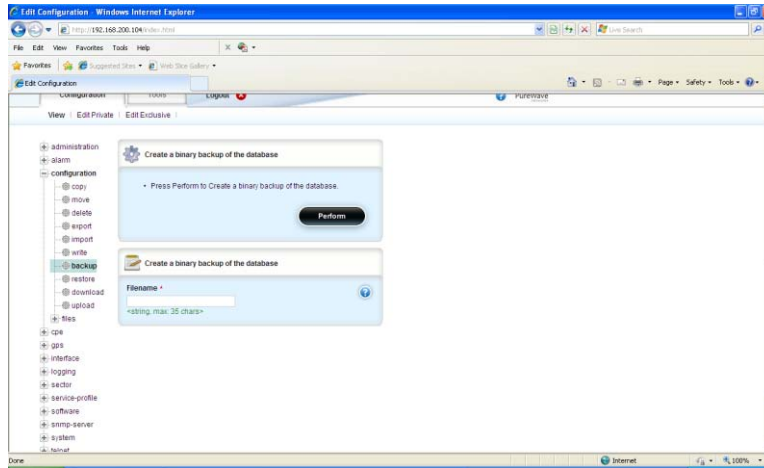 Edit Configuration - Windows Internet Explorer
http://192.168.200.104/index.html
Live Search
File Edit View Favorites Tools Help
Favorites Suggested Sites Web Slice Gallery
Edit Configuration
Page Safety Tools
Configuration Tools Logout PureWave
View Edit Private Edit Exclusive
administration
alarm
configuration
copy
move
delete
export
import
write
backup
restore
download
upload
files
cpe
gps
interface
logging
sector
service-profile
software
snmp-server
system
telnet
Create a binary backup of the database
• Press Perform to Create a binary backup of the database.
Perform
Create a binary backup of the database
Filename *
<string, max: 35 chars>
Done Internet 100%